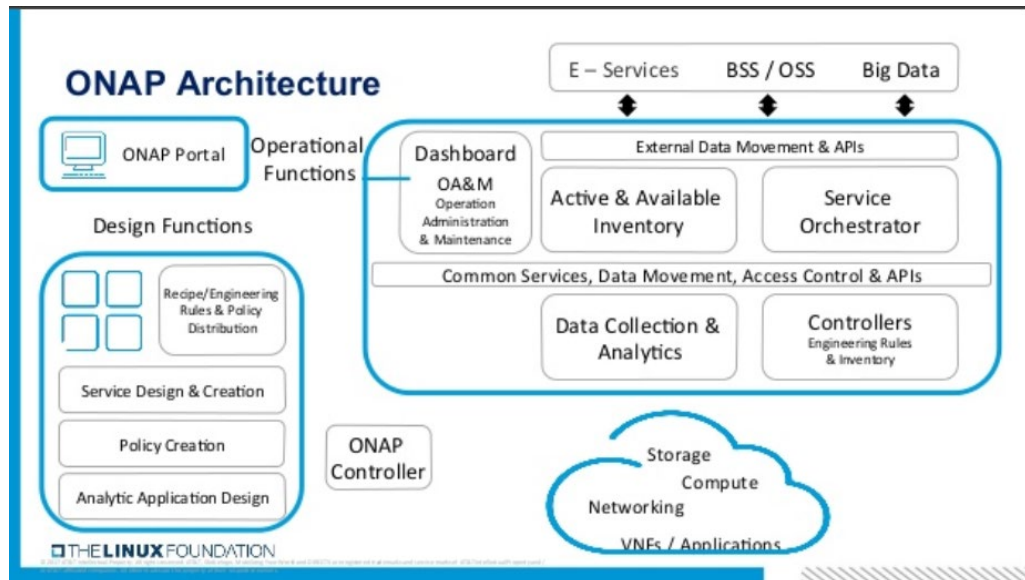 ONAP Architecture
E – Services BSS / OSS Big Data
ONAP Portal
Operational
Functions
Dashboard
OA&M
Operation
Administration
& Maintenance
External Data Movement & APIs
Active & Available
Inventory
Service
Orchestrator
Common Services, Data Movement, Access Control & APIs
Data Collection &
Analytics
Controllers
Engineering Rules
& Inventory
Design Functions
Recipe/Engineering
Rules & Policy
Distribution
Service Design & Creation
Policy Creation
Analytic Application Design
ONAP
Controller
Storage
Compute
Networking
VNFs / Applications
THE LINUX FOUNDATION